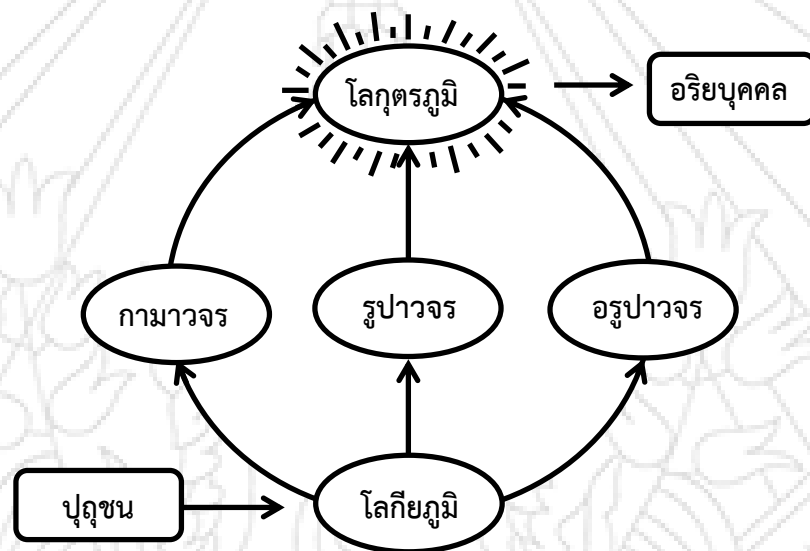 โลกุตรภูมิ
อริยบุคคล
กามาวจร
รูปาวจร
อรูปาวจร
ปุถุชน
โลกียภูมิ